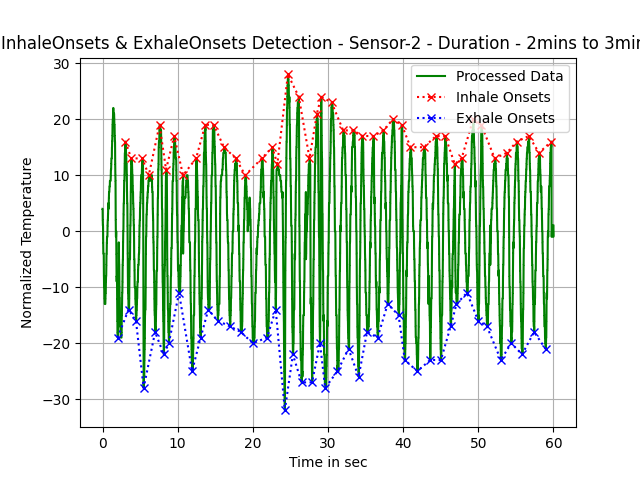 InhaleOnsets & ExhaleOnsets Detection - Sensor-2 - Duration - 2mins to 3min
30
20
10
0
−10
−20
−30
Normalized Temperature
Processed Data
Inhale Onsets
Exhale Onsets
0 10 20 30 40 50 60
Time in sec